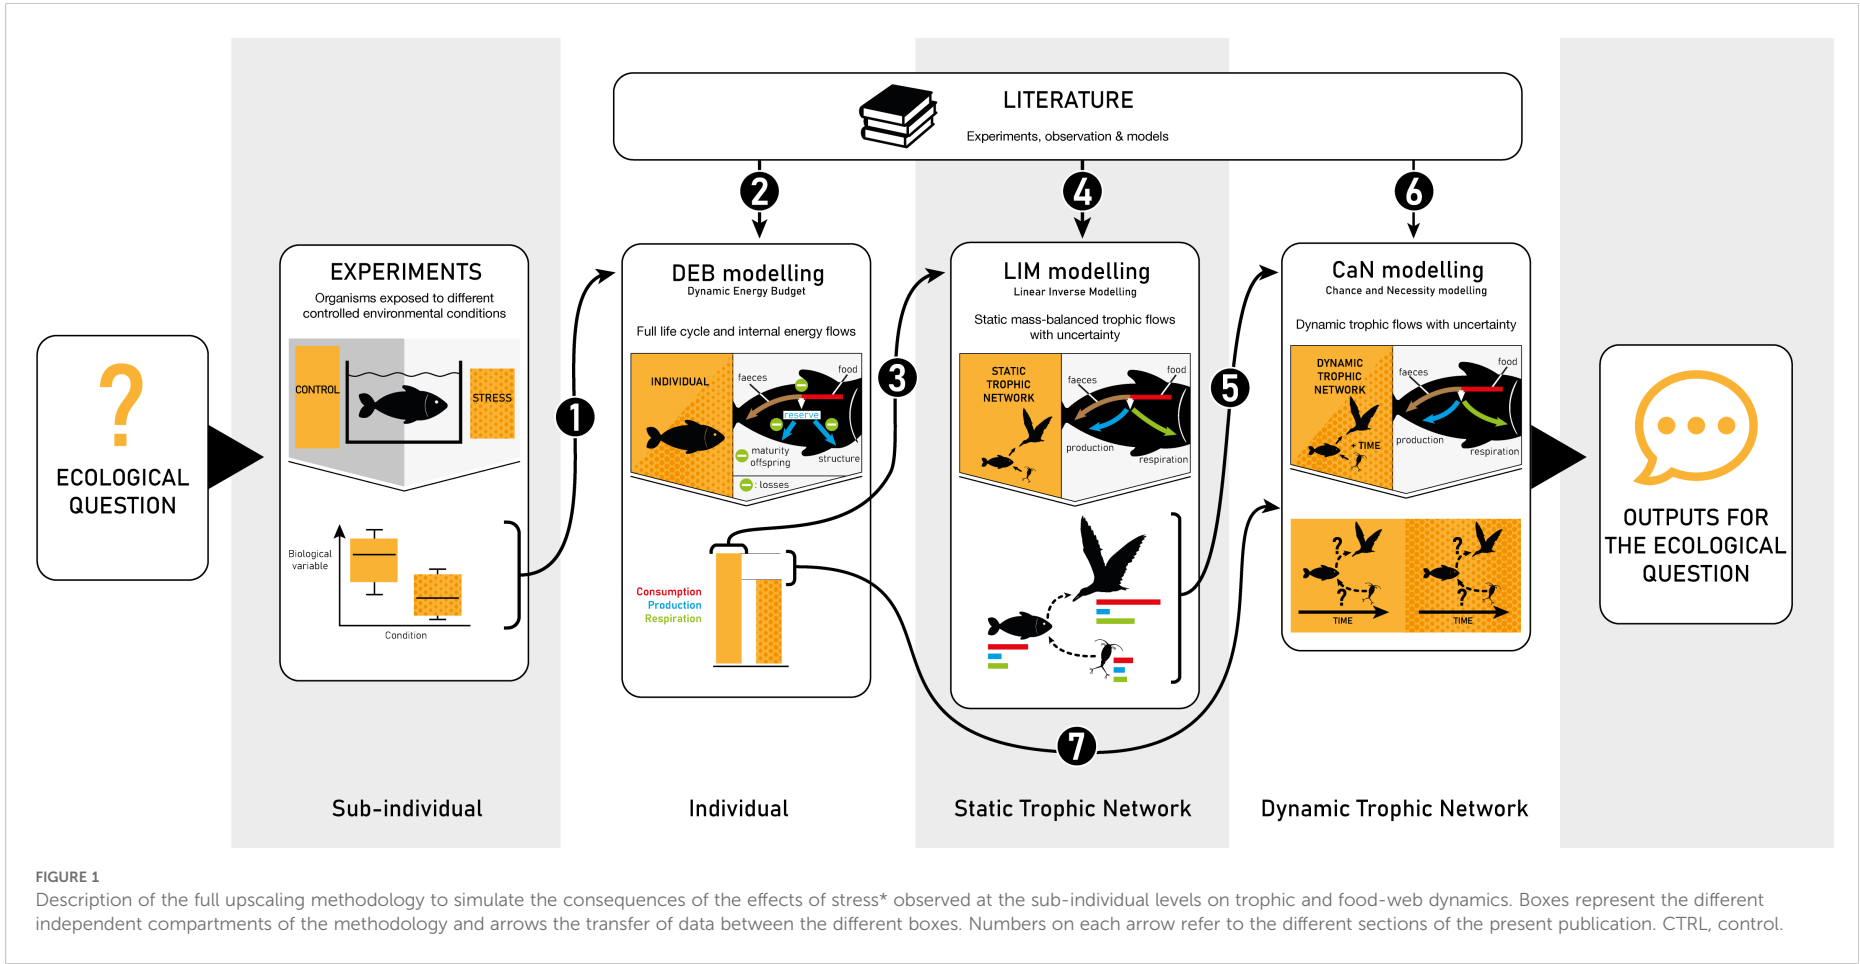 LITERATURE
Experiments, observation & models
2
4
6
?
ECOLOGICAL
QUESTION
EXPERIMENTS
Organisms exposed to different
controlled environmental conditions
CONTROL
STRESS
Biological
variable
Condition
1
DEB modelling
Dynamic Energy Budget
Full life cycle and internal energy flows
INDIVIDUAL
faeces
food
reserve
maturity
offspring
structure
: losses
Consumption
Production
Respiration
3
LIM modelling
Linear Inverse Modelling
Static mass-balanced trophic flows
with uncertainty
STATIC
TROPHIC
NETWORK
faeces
food
production
respiration
5
7
CaN modelling
Chance and Necessity modelling
Dynamic trophic flows with uncertainty
DYNAMIC
TROPHIC
NETWORK
+ TIME
faeces
food
production
respiration
?
?
TIME
?
?
TIME
OUTPUTS FOR
THE ECOLOGICAL
QUESTION
Sub-individual
Individual
Static Trophic Network
Dynamic Trophic Network
FIGURE 1
Description of the full upscaling methodology to simulate the consequences of the effects of stress* observed at the sub-individual levels on trophic and food-web dynamics. Boxes represent the different
independent compartments of the methodology and arrows the transfer of data between the different boxes. Numbers on each arrow refer to the different sections of the present publication. CTRL, control.